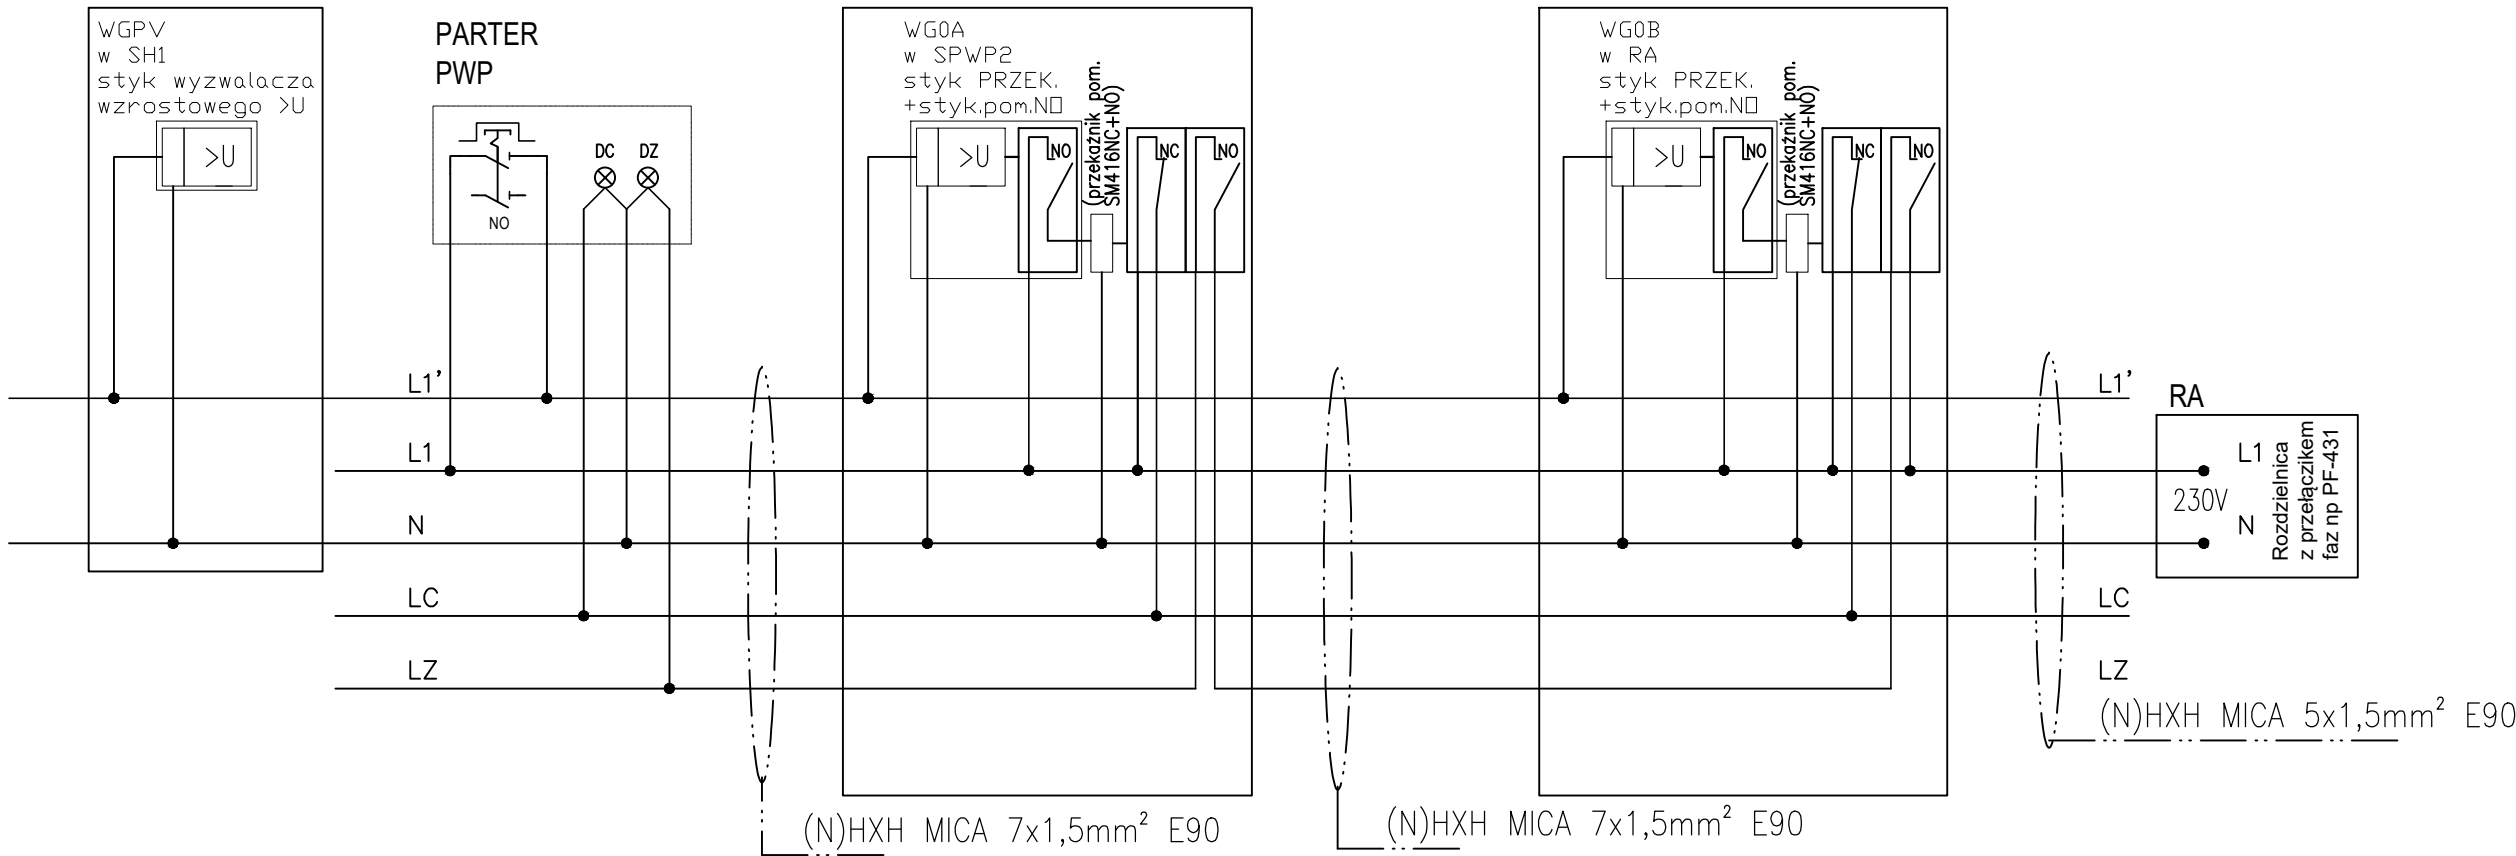 WGPV
w SH1
styk wyzwalacza
wzrostowego >U
>U
PARTER
PWP
DC DZ
NO
WG0A
w SPWP2
styk PRZEK.
+styk.pom.NO
>U
NO
(przekaźnik pom.
SM416NC+NO)
NC
NO
WG0B
w RA
styk PRZEK.
+styk.pom.NO
>U
NO
(przekaźnik pom.
SM416NC+NO)
NC
NO
L1'
L1
N
LC
LZ
L1'
LC
LZ
RA
L1
230V
N
Rozdzielnica
z przełączikem
faz np PF-431
(N)HXH MICA 5x1,5mm² E90
(N)HXH MICA 7x1,5mm² E90
(N)HXH MICA 7x1,5mm² E90